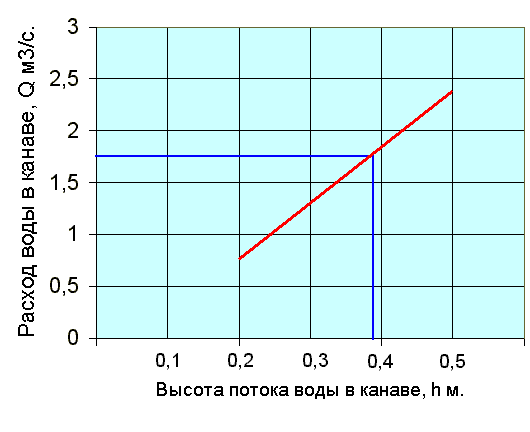 Расход воды в канаве, Q м3/с.
3
2,5
2
1,5
1
0,5
0
0,1 0,2 0,3 0,4 0,5
Высота потока воды в канаве, h м.